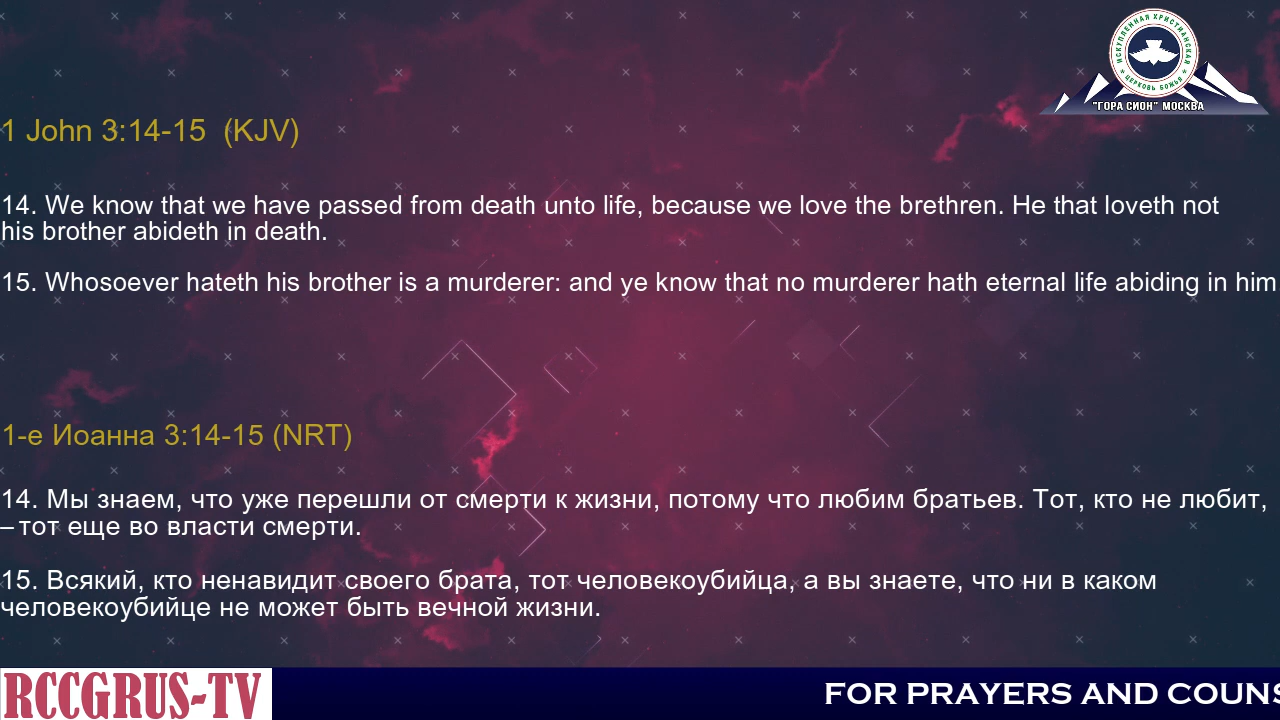 ИСКУПЛЕННАЯ ХРИСТИАНСКАЯ
ЦЕРКОВЬ БОЖЬЯ
"ГОРА СИОН" МОСКВА
1 John 3:14-15 (KJV)
14. We know that we have passed from death unto life, because we love the brethren. He that loveth not
his brother abideth in death.
15. Whosoever hateth his brother is a murderer: and ye know that no murderer hath eternal life abiding in him
1-е Иоанна 3:14-15 (NRT)
14. Мы знаем, что уже перешли от смерти к жизни, потому что любим братьев. Тот, кто не любит,
– тот еще во власти смерти.
15. Всякий, кто ненавидит своего брата, тот человекоубийца, а вы знаете, что ни в каком
человекоубийце не может быть вечной жизни.
RCCGRUS-TV
FOR PRAYERS AND COUNS